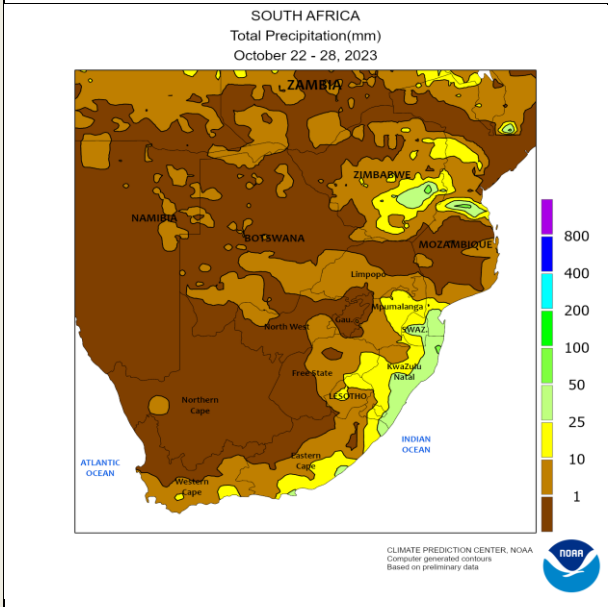 SOUTH AFRICA
Total Precipitation(mm)
October 22 - 28, 2023
ZAMBIA
ZIMBABWE
NAMIBIA
BOTSWANA
MOZAMBIQUE
Limpopo
Mpumalanga
North West
Gau.
SWAZ.
Free State
KwaZulu
Natal
LESOTHO
Northern
Cape
Eastern
Cape
Western
Cape
ATLANTIC
OCEAN
INDIAN
OCEAN
800
400
200
100
50
25
10
1
CLIMATE PREDICTION CENTER, NOAA
Computer generated contours
Based on preliminary data
NOAA